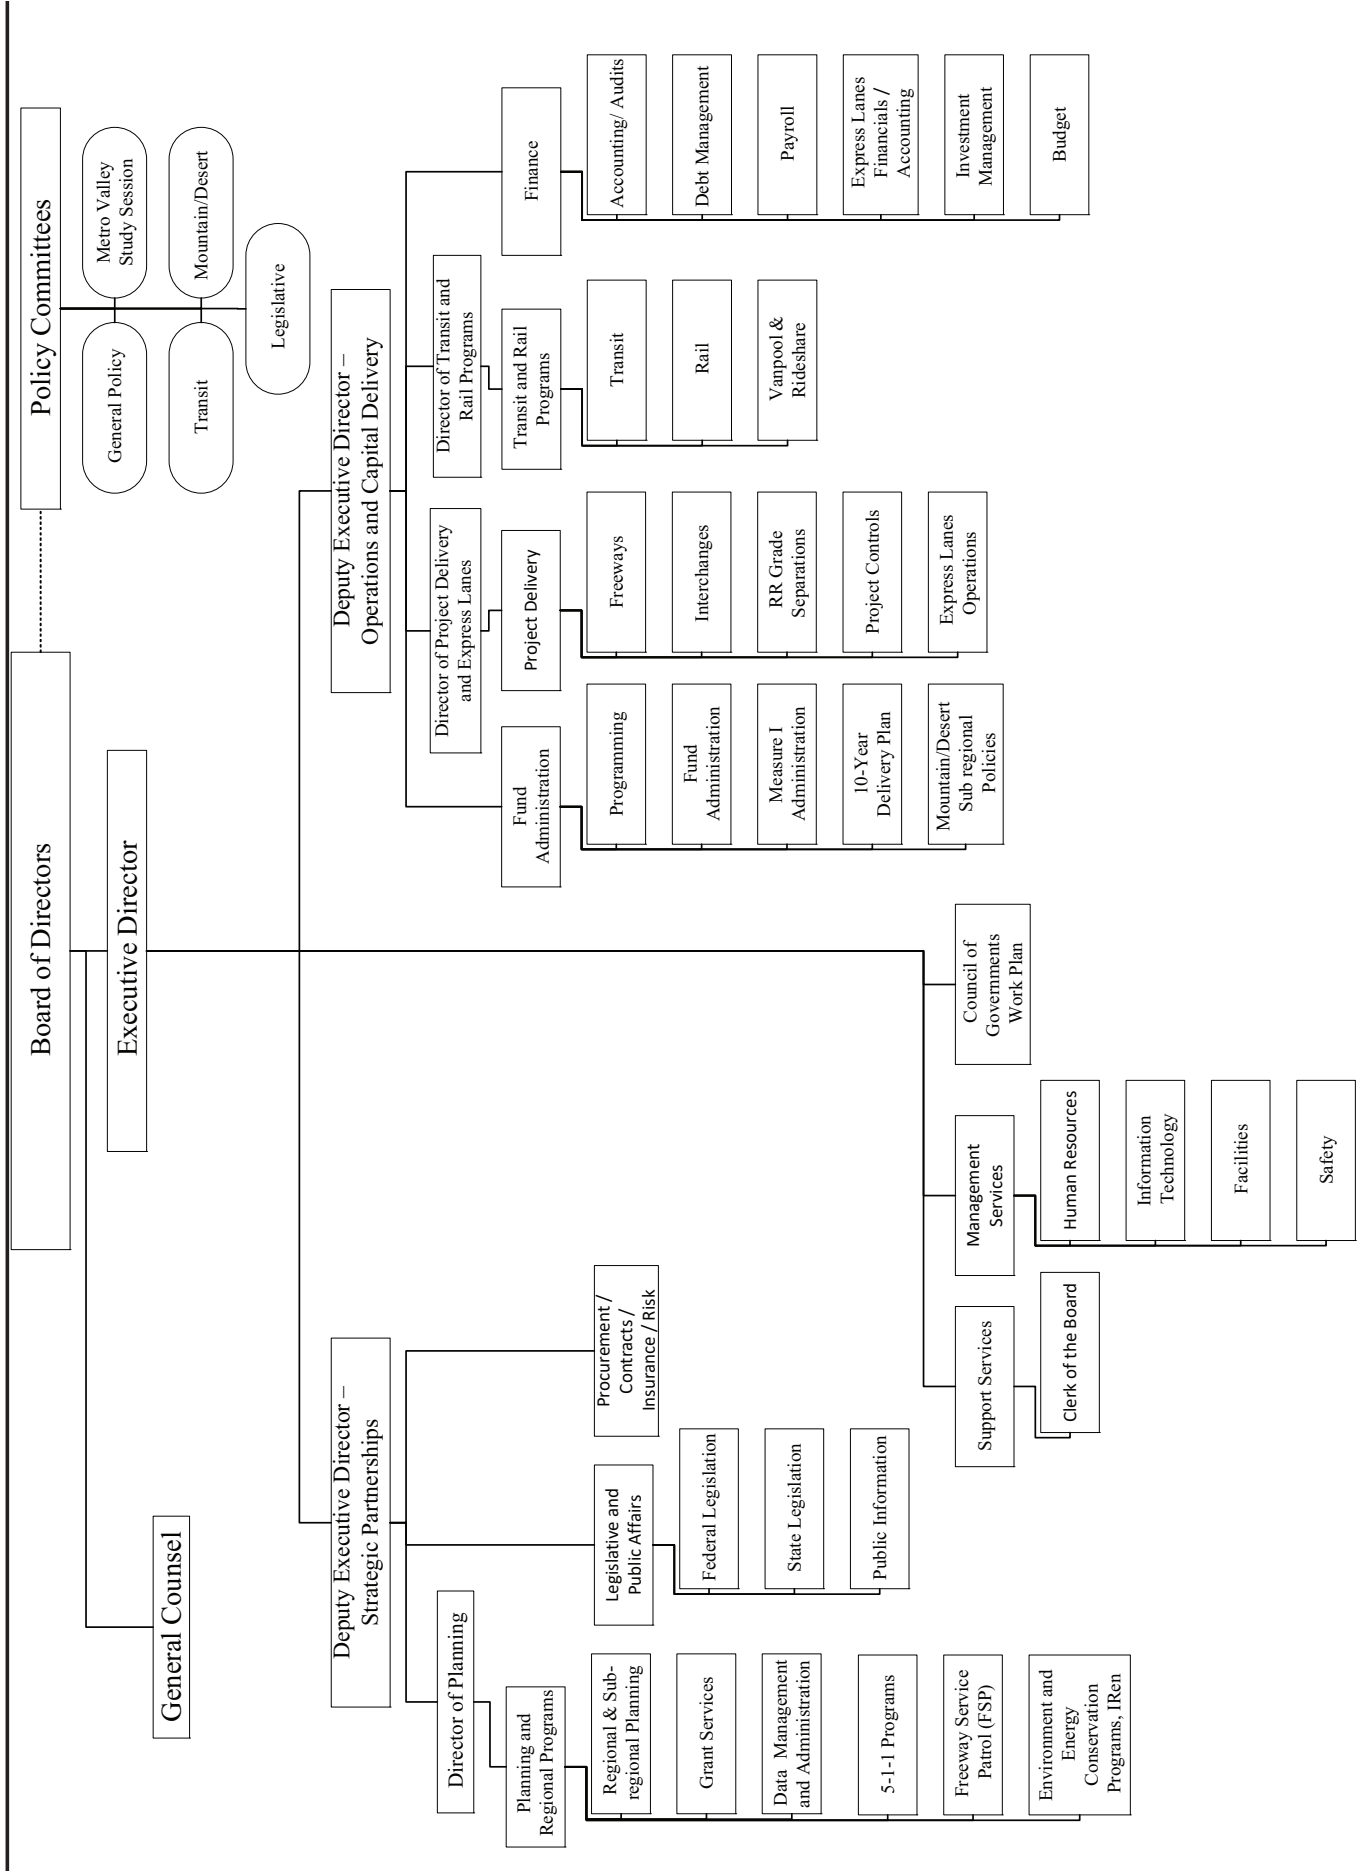 Board of Directors
Policy Committees
General Policy
Metro Valley
Study Session
Transit
Mountain/Desert
Legislative
Executive Director
General Counsel
Deputy Executive Director –
Strategic Partnerships
Deputy Executive Director –
Operations and Capital Delivery
Director of Planning
Planning and
Regional Programs
Regional & Sub-
regional Planning
Grant Services
Data Management
and Administration
5-1-1 Programs
Freeway Service
Patrol (FSP)
Environment and
Energy
Conservation
Programs, IRen
Legislative and
Public Affairs
Federal Legislation
State Legislation
Public Information
Procurement /
Contracts /
Insurance / Risk
Fund
Administration
Programming
Fund
Administration
Measure I
Administration
10-Year
Delivery Plan
Mountain/Desert
Sub regional
Policies
Director of Project Delivery
and Express Lanes
Project Delivery
Freeways
Interchanges
RR Grade
Separations
Project Controls
Express Lanes
Operations
Director of Transit and
Rail Programs
Transit and Rail
Programs
Transit
Rail
Vanpool &
Rideshare
Finance
Accounting/ Audits
Debt Management
Payroll
Express Lanes
Financials /
Accounting
Investment
Management
Budget
Support Services
Clerk of the Board
Management
Services
Human Resources
Information
Technology
Facilities
Safety
Council of
Governments
Work Plan